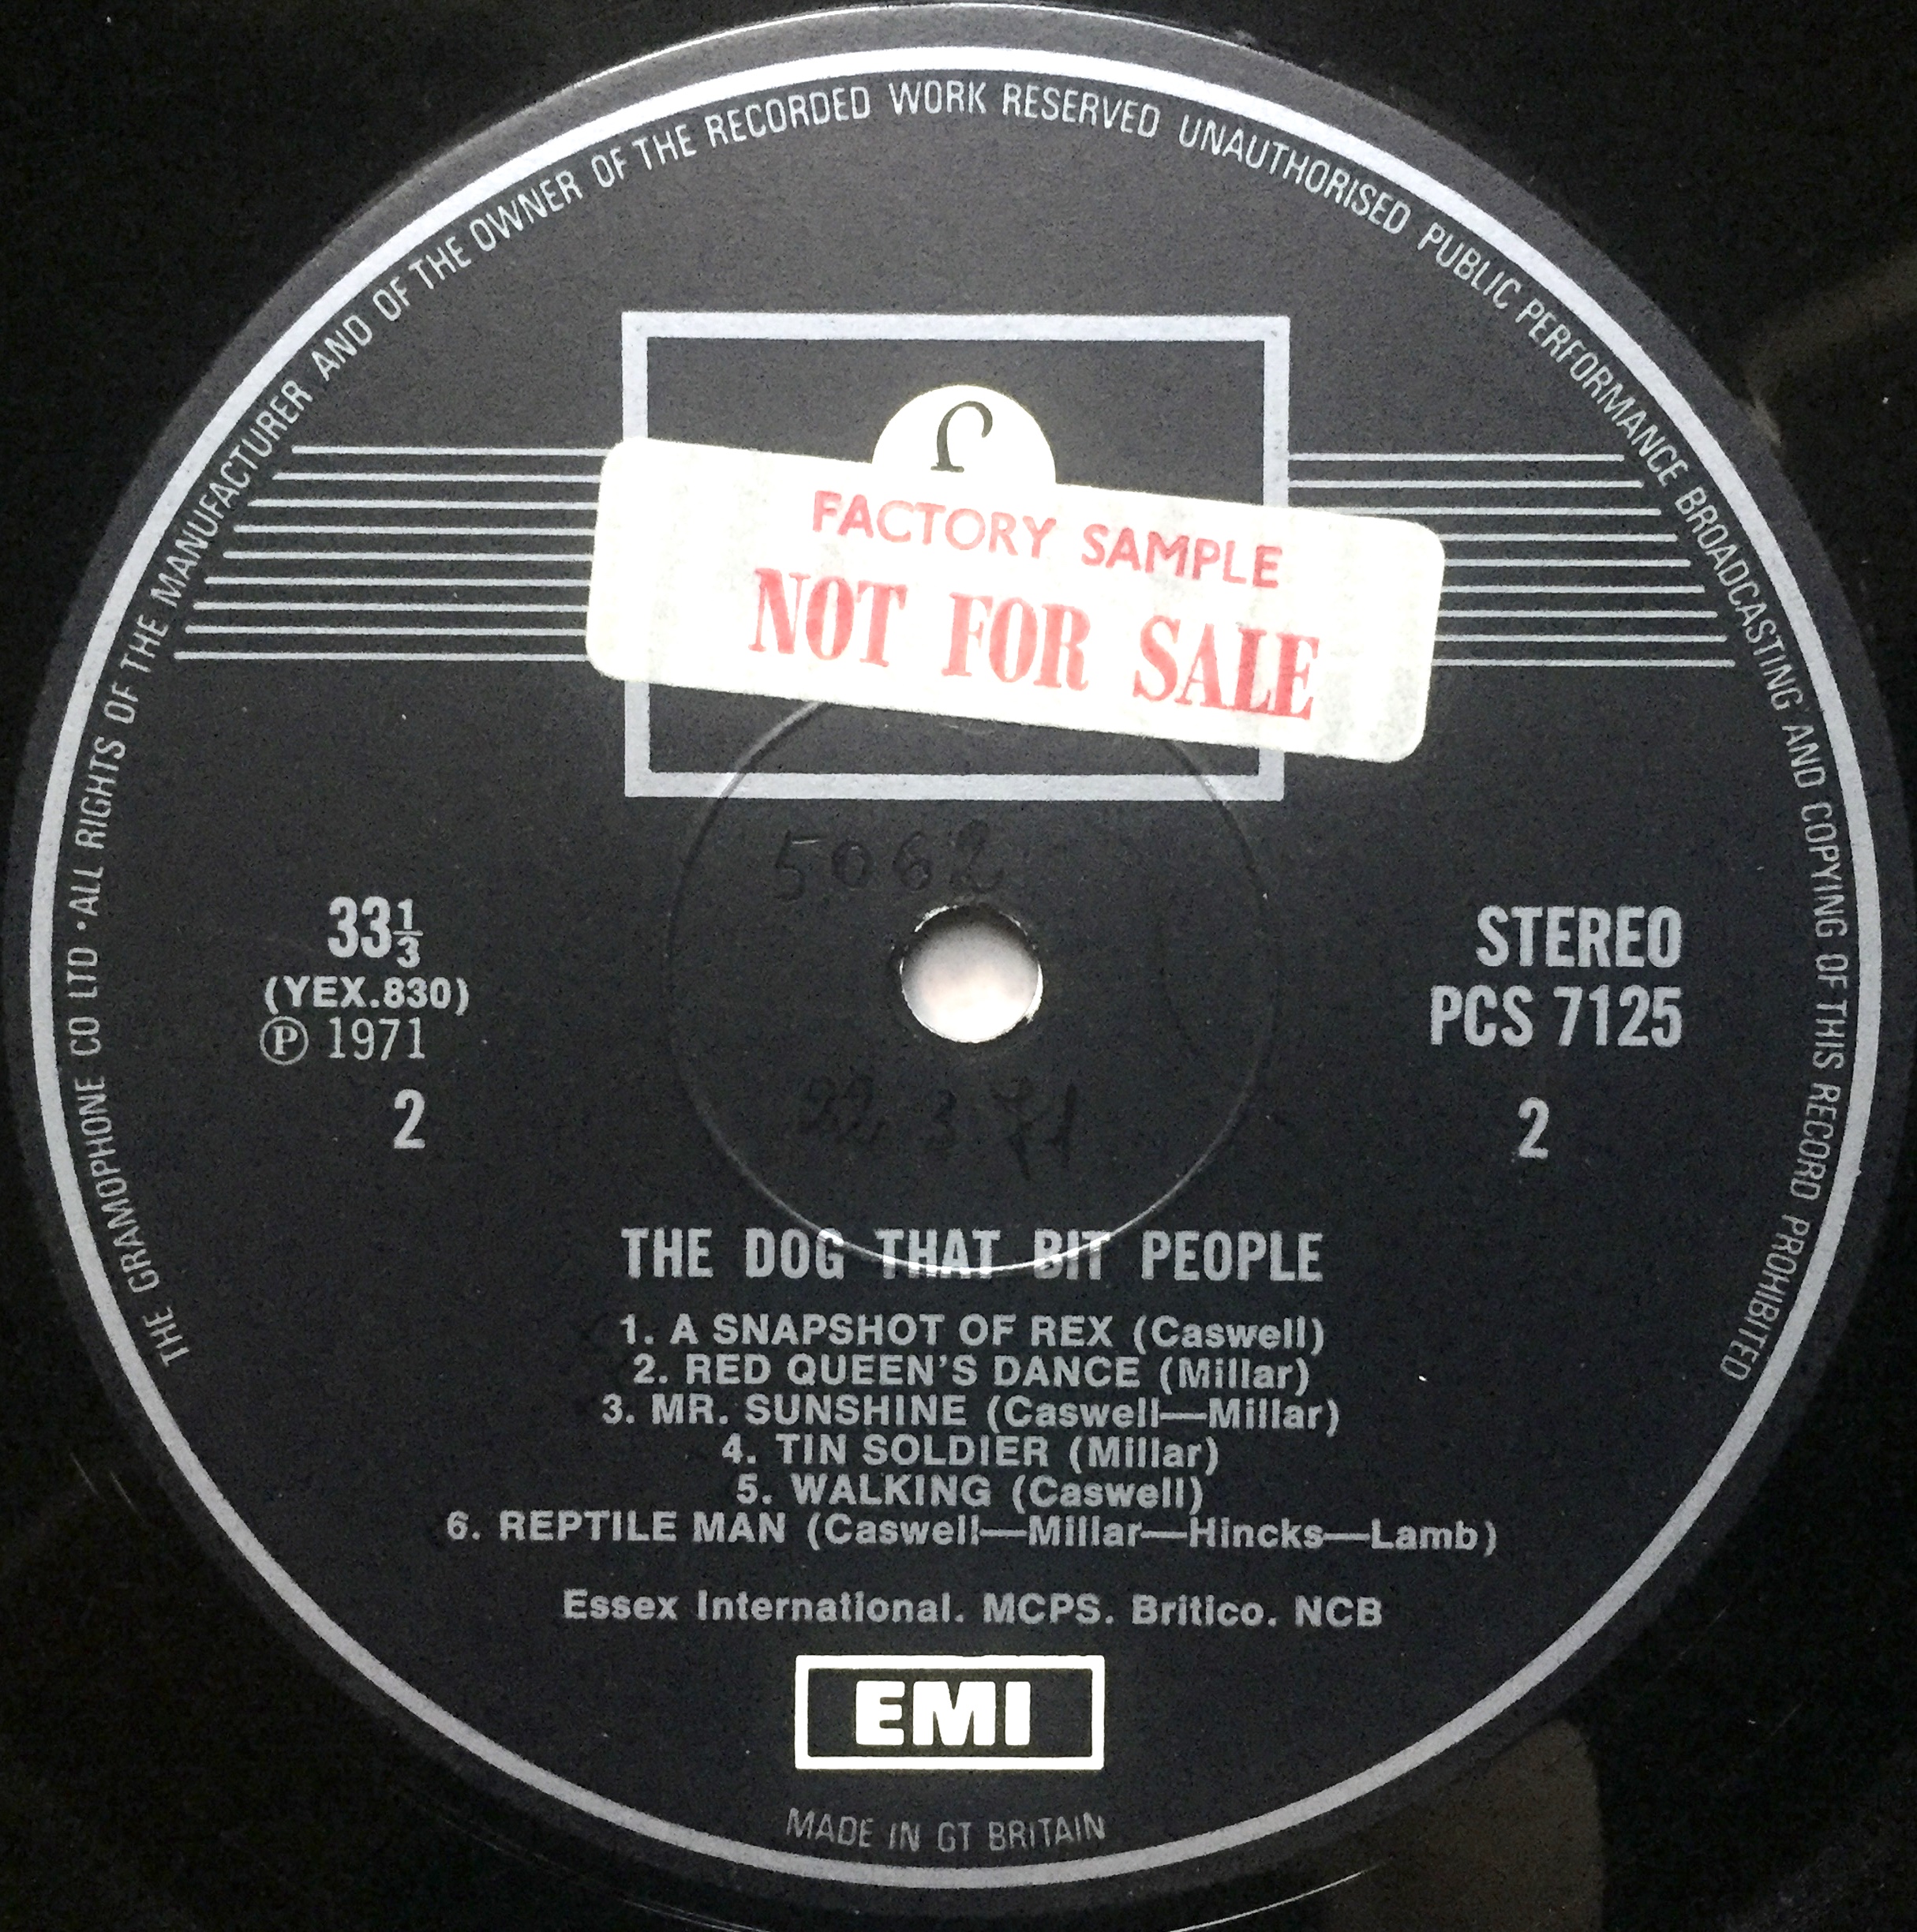 THE GRAMOPHONE CO LTD · ALL RIGHTS OF THE MANUFACTURER AND OF THE OWNER OF THE RECORDED WORK RESERVED UNAUTHORISED PUBLIC PERFORMANCE BROADCASTING AND COPYING OF THIS RECORD PROHIBITED
FACTORY SAMPLE
NOT FOR SALE
5062
33 1/3
(YEX.830)
℗ 1971
2
STEREO
PCS 7125
2
22.3.71
THE DOG THAT BIT PEOPLE
1. A SNAPSHOT OF REX (Caswell)
2. RED QUEEN'S DANCE (Millar)
3. MR. SUNSHINE (Caswell—Millar)
4. TIN SOLDIER (Millar)
5. WALKING (Caswell)
6. REPTILE MAN (Caswell—Millar—Hincks—Lamb)
Essex International. MCPS. Britico. NCB
EMI
MADE IN GT BRITAIN